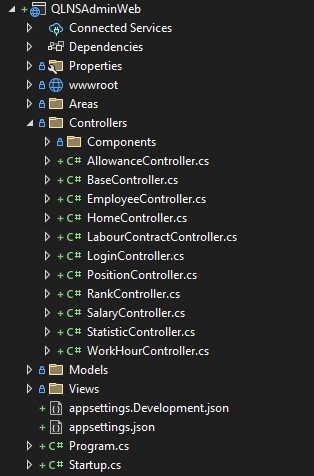 QLNSAdminWeb
Connected Services
Dependencies
Properties
wwwroot
Areas
Controllers
Components
C# AllowanceController.cs
C# BaseController.cs
C# EmployeeController.cs
C# HomeController.cs
C# LabourContractController.cs
C# LoginController.cs
C# PositionController.cs
C# RankController.cs
C# SalaryController.cs
C# StatisticController.cs
C# WorkHourController.cs
Models
Views
appsettings.Development.json
appsettings.json
C# Program.cs
C# Startup.cs